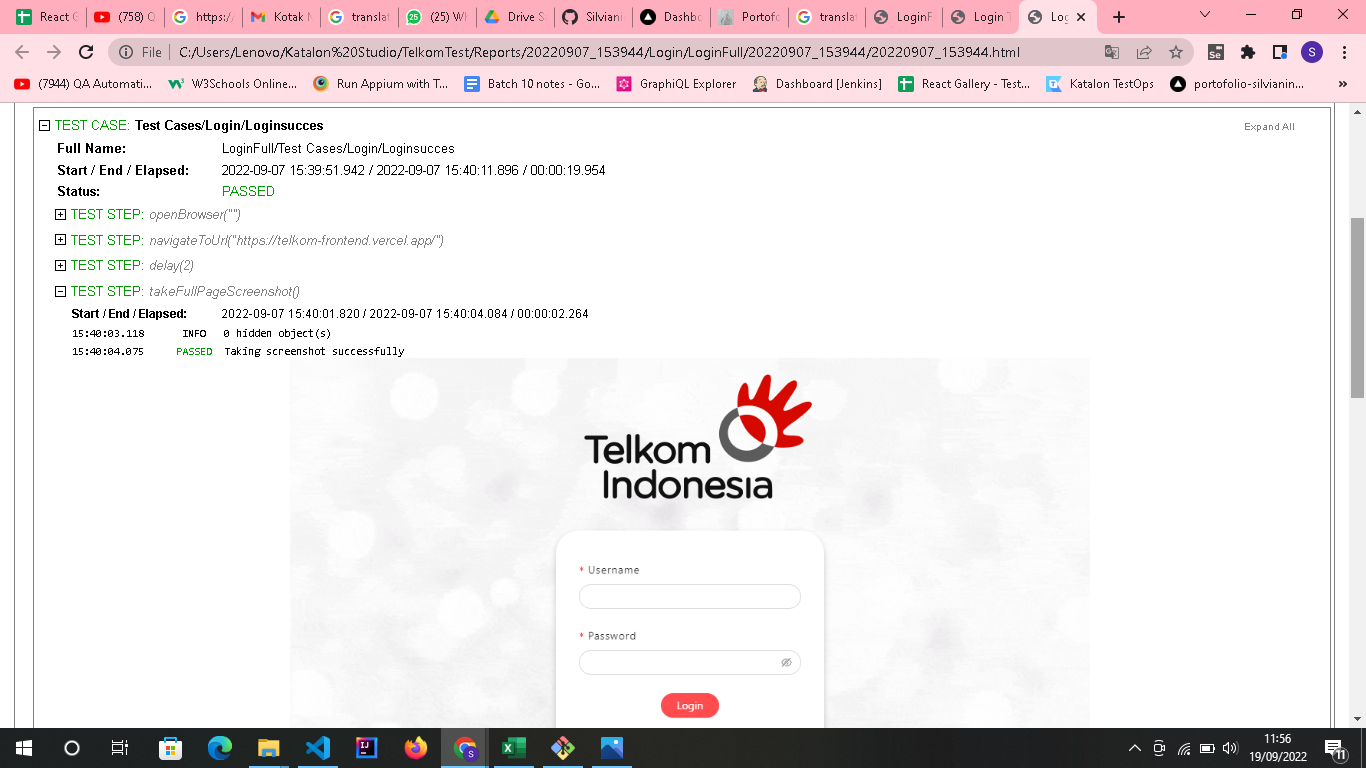 React G
(758) Q
https://
Kotak M
translat
(25) Wh
Drive Sa
Silviani
Dashbo
Portofo
translat
LoginF
Login T
Log
File C:/Users/Lenovo/Katalon%20Studio/TelkomTest/Reports/20220907_153944/Login/LoginFull/20220907_153944/20220907_153944.html
(7944) QA Automati...
W3Schools Online...
Run Appium with T...
Batch 10 notes - Go...
GraphiQL Explorer
Dashboard [Jenkins]
React Gallery - Test...
Katalon TestOps
portofolio-silvianin...
TEST CASE: Test Cases/Login/Loginsucces
Expand All
Full Name: LoginFull/Test Cases/Login/Loginsucces
Start / End / Elapsed: 2022-09-07 15:39:51.942 / 2022-09-07 15:40:11.896 / 00:00:19.954
Status: PASSED
TEST STEP: openBrowser("")
TEST STEP: navigateToUrl("https://telkom-frontend.vercel.app/")
TEST STEP: delay(2)
TEST STEP: takeFullPageScreenshot()
Start / End / Elapsed: 2022-09-07 15:40:01.820 / 2022-09-07 15:40:04.084 / 00:00:02.264
15:40:03.118 INFO 0 hidden object(s)
15:40:04.075 PASSED Taking screenshot successfully
Telkom
Indonesia
* Username
* Password
Login
11:56
19/09/2022
11